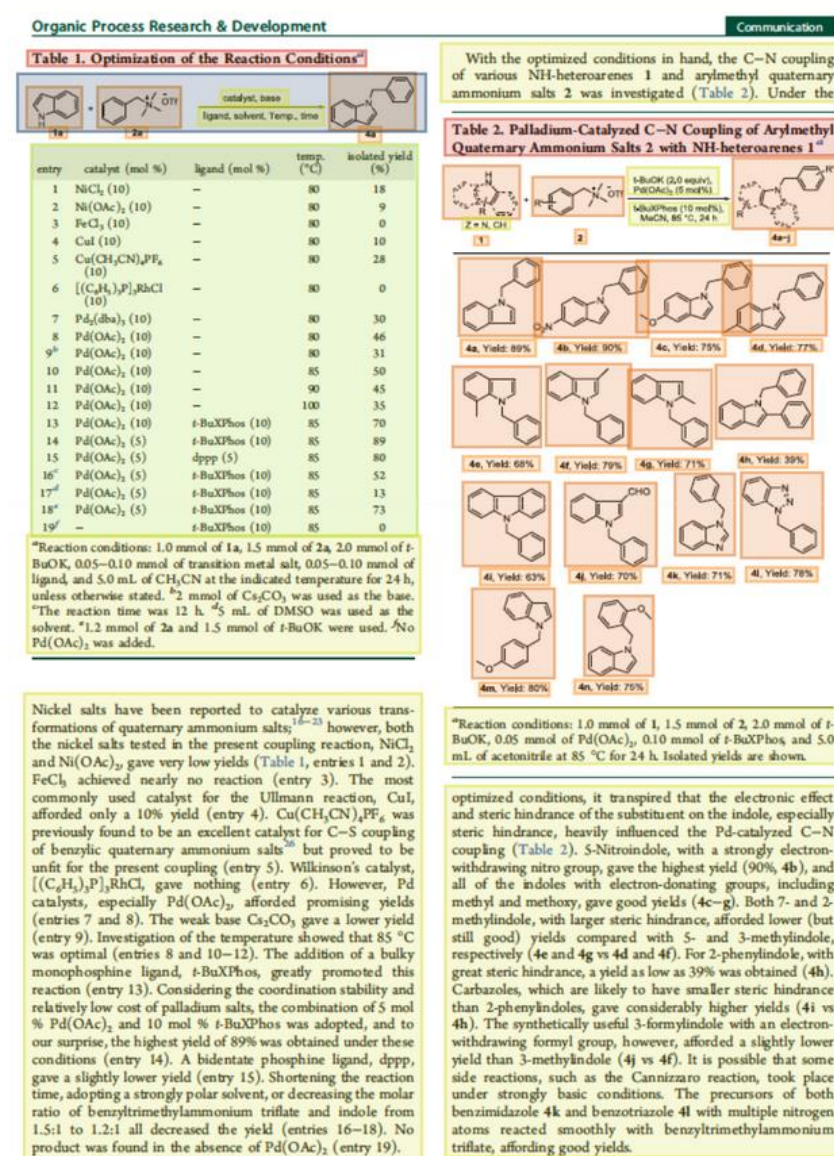 Organic Process Research & Development
Communication
Table 1. Optimization of the Reaction Conditions^a
N
H
1a
+
N
OTf
2a
catalyst, base
ligand, solvent, Temp., time
N
4a
entry catalyst (mol %) ligand (mol %) temp. (°C) isolated yield (%)
1 NiCl₂ (10) − 80 18
2 Ni(OAc)₂ (10) − 80 9
3 FeCl₃ (10) − 80 0
4 CuI (10) − 80 10
5 Cu(CH₃CN)₄PF₆ (10) − 80 28
6 [(C₆H₅)₃P]₃RhCl (10) − 80 0
7 Pd₂(dba)₃ (10) − 80 30
8 Pd(OAc)₂ (10) − 80 46
9^b Pd(OAc)₂ (10) − 80 31
10 Pd(OAc)₂ (10) − 85 50
11 Pd(OAc)₂ (10) − 90 45
12 Pd(OAc)₂ (10) − 100 35
13 Pd(OAc)₂ (10) t-BuXPhos (10) 85 70
14 Pd(OAc)₂ (5) t-BuXPhos (10) 85 89
15 Pd(OAc)₂ (5) dppp (5) 85 80
16^c Pd(OAc)₂ (5) t-BuXPhos (10) 85 52
17^d Pd(OAc)₂ (5) t-BuXPhos (10) 85 13
18^e Pd(OAc)₂ (5) t-BuXPhos (10) 85 73
19^f − t-BuXPhos (10) 85 0
^aReaction conditions: 1.0 mmol of 1a, 1.5 mmol of 2a, 2.0 mmol of t-
BuOK, 0.05−0.10 mmol of transition metal salt, 0.05−0.10 mmol of
ligand, and 5.0 mL of CH₃CN at the indicated temperature for 24 h,
unless otherwise stated. ^b2 mmol of Cs₂CO₃ was used as the base.
^cThe reaction time was 12 h. ^d5 mL of DMSO was used as the
solvent. ^e1.2 mmol of 2a and 1.5 mmol of t-BuOK were used. ^fNo
Pd(OAc)₂ was added.
Nickel salts have been reported to catalyze various trans-
formations of quaternary ammonium salts;^16−23 however, both
the nickel salts tested in the present coupling reaction, NiCl₂
and Ni(OAc)₂, gave very low yields (Table 1, entries 1 and 2).
FeCl₃ achieved nearly no reaction (entry 3). The most
commonly used catalyst for the Ullmann reaction, CuI,
afforded only a 10% yield (entry 4). Cu(CH₃CN)₄PF₆ was
previously found to be an excellent catalyst for C−S coupling
of benzylic quaternary ammonium salts^26 but proved to be
unfit for the present coupling (entry 5). Wilkinson's catalyst,
[(C₆H₅)₃P]₃RhCl, gave nothing (entry 6). However, Pd
catalysts, especially Pd(OAc)₂, afforded promising yields
(entries 7 and 8). The weak base Cs₂CO₃ gave a lower yield
(entry 9). Investigation of the temperature showed that 85 °C
was optimal (entries 8 and 10−12). The addition of a bulky
monophosphine ligand, t-BuXPhos, greatly promoted this
reaction (entry 13). Considering the coordination stability and
relatively low cost of palladium salts, the combination of 5 mol
% Pd(OAc)₂ and 10 mol % t-BuXPhos was adopted, and to
our surprise, the highest yield of 89% was obtained under these
conditions (entry 14). A bidentate phosphine ligand, dppp,
gave a slightly lower yield (entry 15). Shortening the reaction
time, adopting a strongly polar solvent, or decreasing the molar
ratio of benzyltrimethylammonium triflate and indole from
1.5:1 to 1.2:1 all decreased the yield (entries 16−18). No
product was found in the absence of Pd(OAc)₂ (entry 19).
With the optimized conditions in hand, the C−N coupling
of various NH-heteroarenes 1 and arylmethyl quaternary
ammonium salts 2 was investigated (Table 2). Under the
Table 2. Palladium-Catalyzed C−N Coupling of Arylmethyl
Quaternary Ammonium Salts 2 with NH-heteroarenes 1^a
Z = N, CH
1
+
2
t-BuOK (2.0 equiv),
Pd(OAc)₂ (5 mol%)
t-BuXPhos (10 mol%),
MeCN, 85 °C, 24 h
4a-j
4a, Yield: 89% 4b, Yield: 90% 4c, Yield: 75% 4d, Yield: 77%
4e, Yield: 68% 4f, Yield: 79% 4g, Yield: 71% 4h, Yield: 39%
CHO
4i, Yield: 63% 4j, Yield: 70% 4k, Yield: 71% 4l, Yield: 78%
4m, Yield: 80% 4n, Yield: 75%
^aReaction conditions: 1.0 mmol of 1, 1.5 mmol of 2, 2.0 mmol of t-
BuOK, 0.05 mmol of Pd(OAc)₂, 0.10 mmol of t-BuXPhos, and 5.0
mL of acetonitrile at 85 °C for 24 h. Isolated yields are shown.
optimized conditions, it transpired that the electronic effect
and steric hindrance of the substituent on the indole, especially
steric hindrance, heavily influenced the Pd-catalyzed C−N
coupling (Table 2). 5-Nitroindole, with a strongly electron-
withdrawing nitro group, gave the highest yield (90%, 4b), and
all of the indoles with electron-donating groups, including
methyl and methoxy, gave good yields (4c−g). Both 7- and 2-
methylindole, with larger steric hindrance, afforded lower (but
still good) yields compared with 5- and 3-methylindole,
respectively (4e and 4g vs 4d and 4f). For 2-phenylindole, with
great steric hindrance, a yield as low as 39% was obtained (4h).
Carbazoles, which are likely to have smaller steric hindrance
than 2-phenylindoles, gave considerably higher yields (4i vs
4h). The synthetically useful 3-formylindole with an electron-
withdrawing formyl group, however, afforded a slightly lower
yield than 3-methylindole (4j vs 4f). It is possible that some
side reactions, such as the Cannizzaro reaction, took place
under strongly basic conditions. The precursors of both
benzimidazole 4k and benzotriazole 4l with multiple nitrogen
atoms reacted smoothly with benzyltrimethylammonium
triflate, affording good yields.